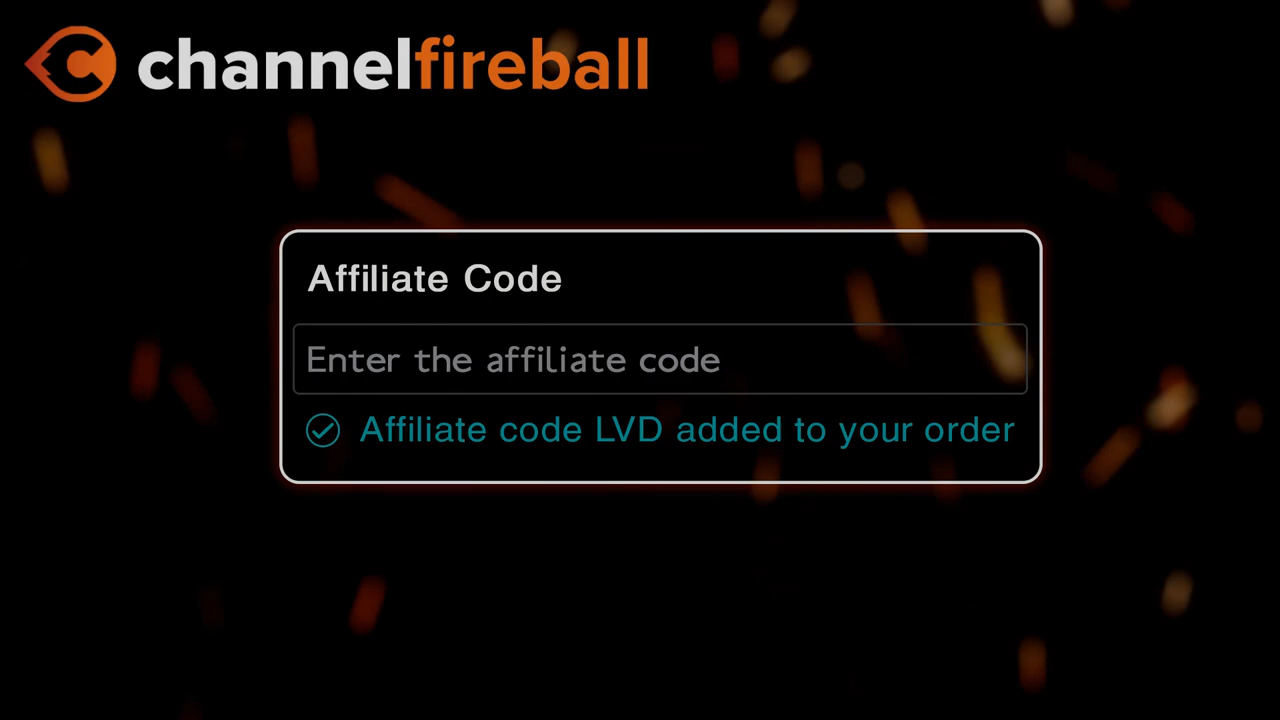 channelfireball
Affiliate Code
Enter the affiliate code
Affiliate code LVD added to your order